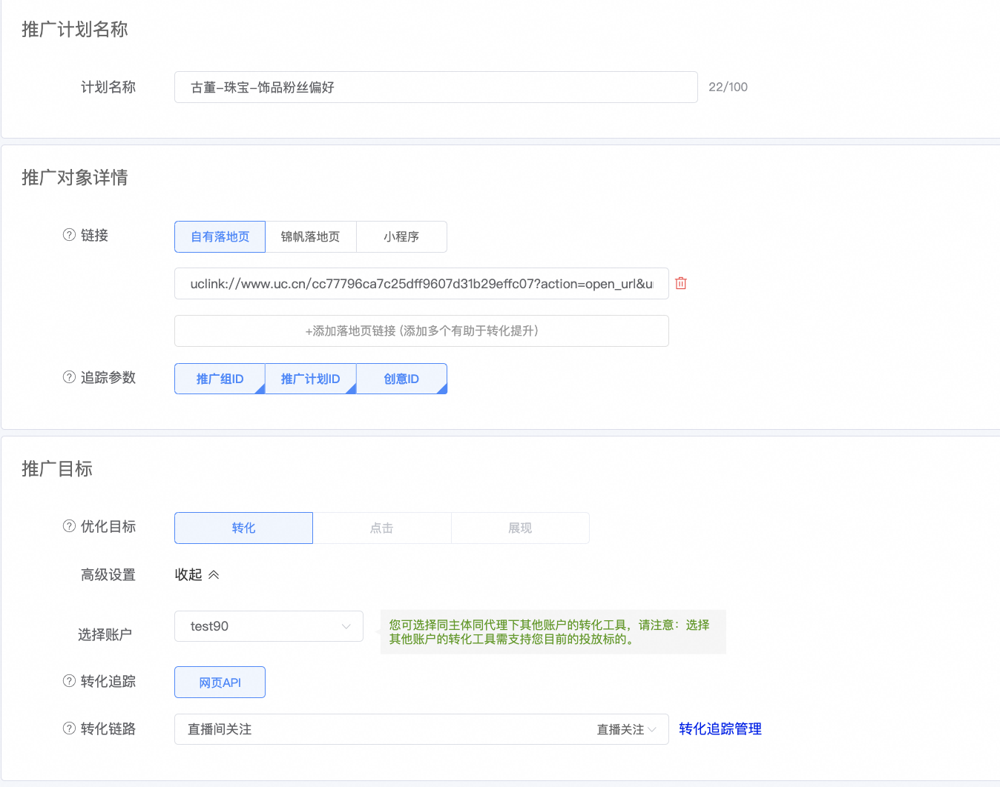 推广计划名称
计划名称
古董-珠宝-饰品粉丝偏好
22/100
推广对象详情
链接
自有落地页
锦帆落地页
小程序
uclink://www.uc.cn/cc77796ca7c25dff9607d31b29effc07?action=open_url&u
+添加落地页链接 (添加多个有助于转化提升)
追踪参数
推广组ID
推广计划ID
创意ID
推广目标
优化目标
转化
点击
展现
高级设置
收起
选择账户
test90
您可选择同主体同代理下其他账户的转化工具，请注意：选择
其他账户的转化工具需支持您目前的投放标的。
转化追踪
网页API
转化链路
直播间关注
直播关注
转化追踪管理